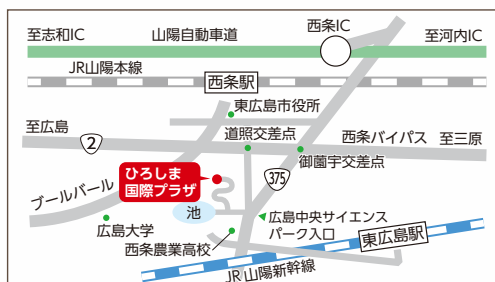 西条IC
至志和IC
山陽自動車道
至河内IC
JR山陽本線
西条駅
東広島市役所
至広島
道照交差点
西条バイパス
至三原
2
御薗宇交差点
ひろしま
国際プラザ
375
ブールバール
池
広島大学
広島中央サイエンス
パーク入口
西条農業高校
東広島駅
JR山陽新幹線